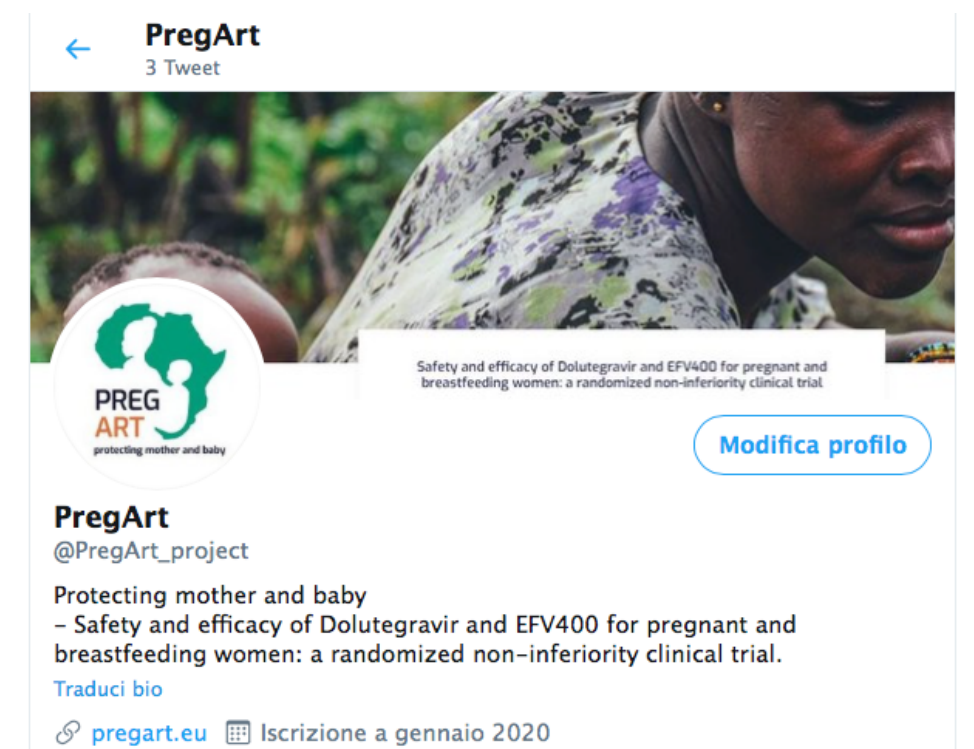 PregArt
3 Tweet
Safety and efficacy of Dolutegravir and EFV400 for pregnant and
breastfeeding women: a randomized non-inferiority clinical trial
PREG
ART
protecting mother and baby
Modifica profilo
PregArt
@PregArt_project
Protecting mother and baby
– Safety and efficacy of Dolutegravir and EFV400 for pregnant and
breastfeeding women: a randomized non-inferiority clinical trial.
Traduci bio
pregart.eu Iscrizione a gennaio 2020